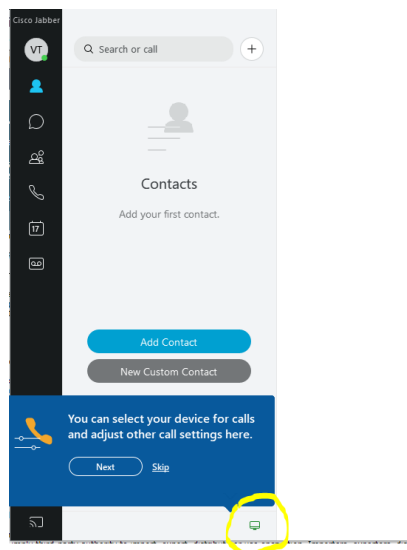 Cisco Jabber
VT
Search or call
Contacts
Add your first contact.
17
Add Contact
New Custom Contact
You can select your device for calls
and adjust other call settings here.
Next Skip